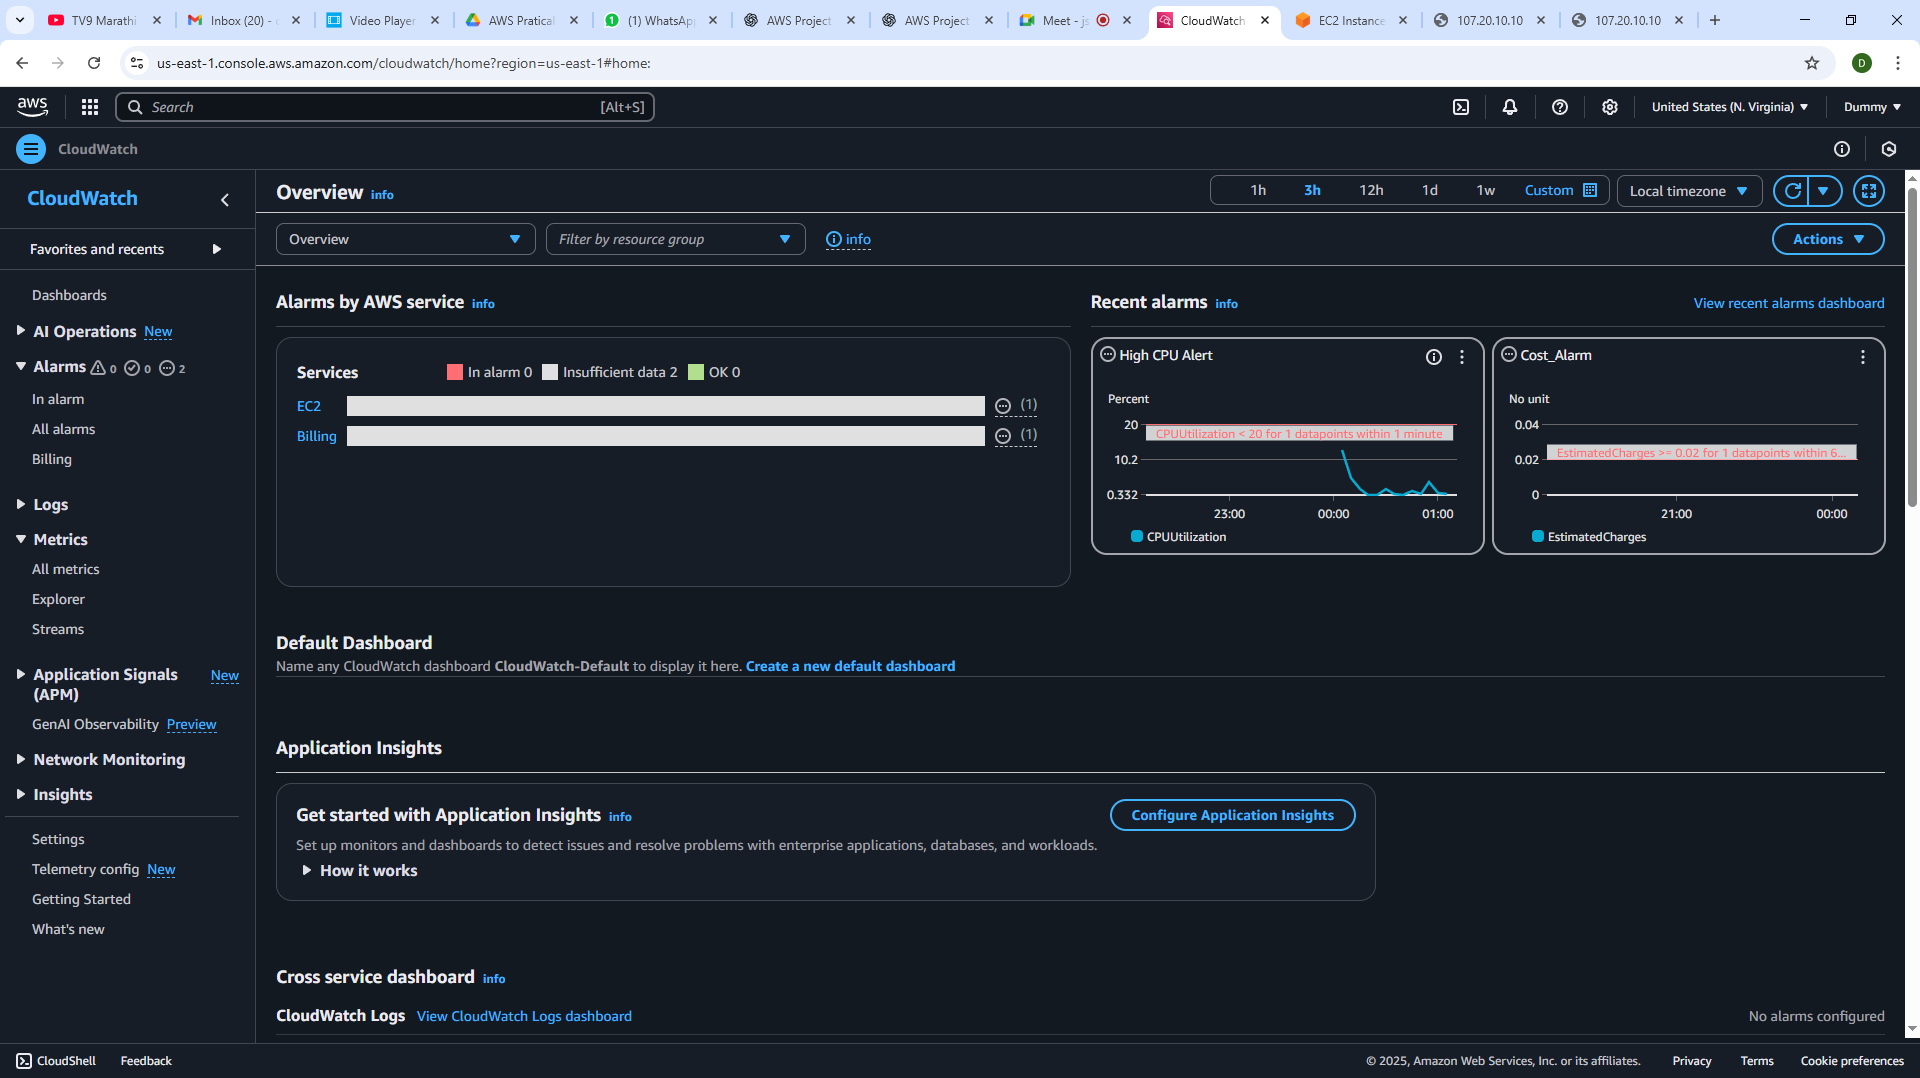 TV9 Marathi
Inbox (20) - c
Video Player
AWS Pratical
(1) WhatsApp
AWS Project
AWS Project
Meet - js
CloudWatch
EC2 Instance
107.20.10.10
107.20.10.10
us-east-1.console.aws.amazon.com/cloudwatch/home?region=us-east-1#home:
D
aws
Search
[Alt+S]
United States (N. Virginia)
Dummy
CloudWatch
CloudWatch
Favorites and recents
Dashboards
AI Operations New
Alarms 0 0 2
In alarm
All alarms
Billing
Logs
Metrics
All metrics
Explorer
Streams
Application Signals (APM) New
GenAI Observability Preview
Network Monitoring
Insights
Settings
Telemetry config New
Getting Started
What's new
Overview info
1h 3h 12h 1d 1w Custom
Local timezone
Overview
Filter by resource group
info
Actions
Alarms by AWS service info
Services
In alarm 0 Insufficient data 2 OK 0
EC2 (1)
Billing (1)
Recent alarms info
View recent alarms dashboard
High CPU Alert
Percent
20
CPUUtilization < 20 for 1 datapoints within 1 minute
10.2
0.332
23:00 00:00 01:00
CPUUtilization
Cost_Alarm
No unit
0.04
EstimatedCharges >= 0.02 for 1 datapoints within 6...
0.02
0
21:00 00:00
EstimatedCharges
Default Dashboard
Name any CloudWatch dashboard CloudWatch-Default to display it here. Create a new default dashboard
Application Insights
Get started with Application Insights info
Configure Application Insights
Set up monitors and dashboards to detect issues and resolve problems with enterprise applications, databases, and workloads.
How it works
Cross service dashboard info
CloudWatch Logs View CloudWatch Logs dashboard
No alarms configured
CloudShell Feedback
© 2025, Amazon Web Services, Inc. or its affiliates. Privacy Terms Cookie preferences